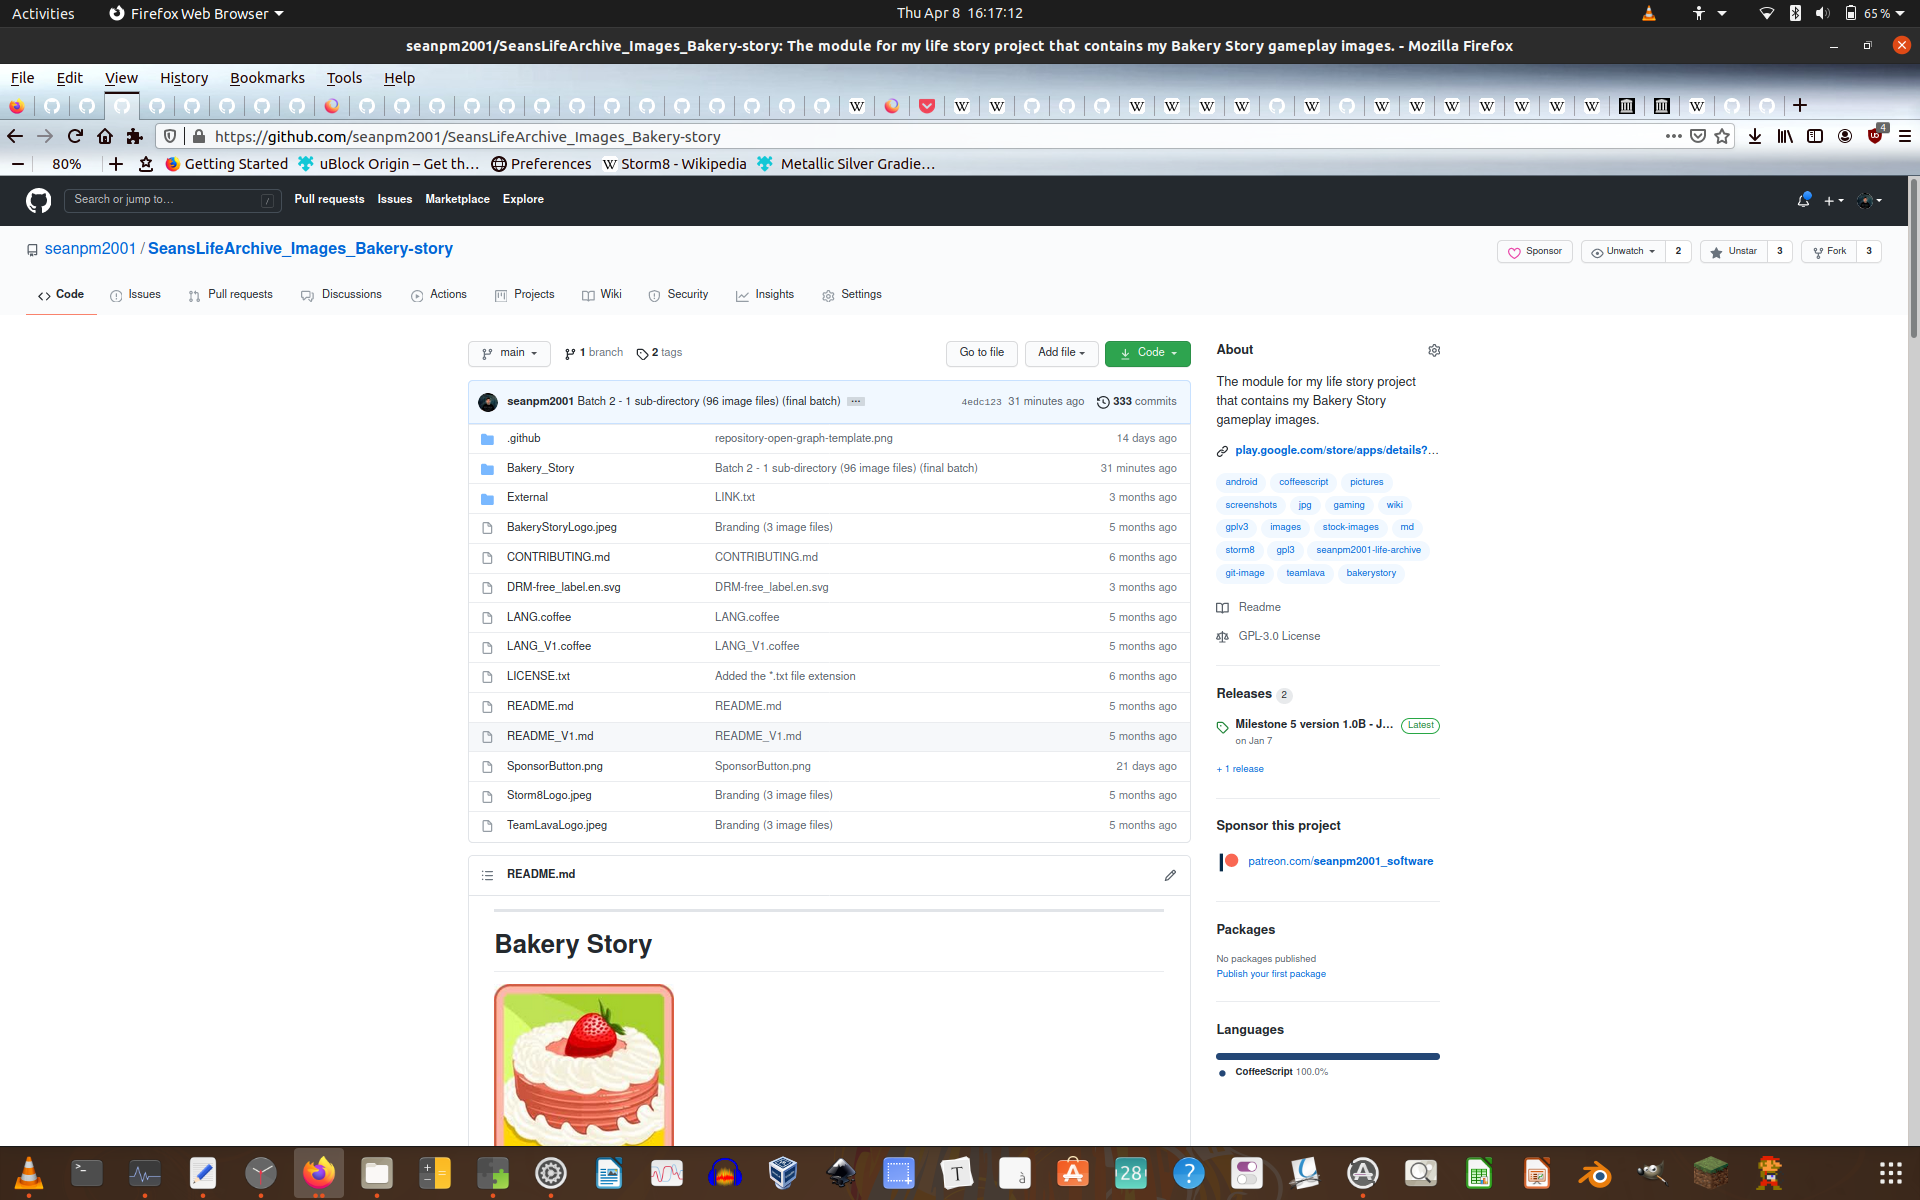 Activities Firefox Web Browser Thu Apr 8 16:17:12 65 %
seanpm2001/SeansLifeArchive_Images_Bakery-story: The module for my life story project that contains my Bakery Story gameplay images. - Mozilla Firefox
File Edit View History Bookmarks Tools Help
https://github.com/seanpm2001/SeansLifeArchive_Images_Bakery-story 4
80% Getting Started uBlock Origin – Get th… Preferences Storm8 - Wikipedia Metallic Silver Gradie…
Search or jump to… / Pull requests Issues Marketplace Explore
seanpm2001 / SeansLifeArchive_Images_Bakery-story
Sponsor Unwatch 2 Unstar 3 Fork 3
Code Issues Pull requests Discussions Actions Projects Wiki Security Insights Settings
main 1 branch 2 tags Go to file Add file Code
seanpm2001 Batch 2 - 1 sub-directory (96 image files) (final batch) 4edc123 31 minutes ago 333 commits
.github repository-open-graph-template.png 14 days ago
Bakery_Story Batch 2 - 1 sub-directory (96 image files) (final batch) 31 minutes ago
External LINK.txt 3 months ago
BakeryStoryLogo.jpeg Branding (3 image files) 5 months ago
CONTRIBUTING.md CONTRIBUTING.md 6 months ago
DRM-free_label.en.svg DRM-free_label.en.svg 3 months ago
LANG.coffee LANG.coffee 5 months ago
LANG_V1.coffee LANG_V1.coffee 5 months ago
LICENSE.txt Added the *.txt file extension 6 months ago
README.md README.md 5 months ago
README_V1.md README_V1.md 5 months ago
SponsorButton.png SponsorButton.png 21 days ago
Storm8Logo.jpeg Branding (3 image files) 5 months ago
TeamLavaLogo.jpeg Branding (3 image files) 5 months ago
README.md
Bakery Story
About
The module for my life story project
that contains my Bakery Story
gameplay images.
play.google.com/store/apps/details?…
android coffeescript pictures
screenshots jpg gaming wiki
gplv3 images stock-images md
storm8 gpl3 seanpm2001-life-archive
git-image teamlava bakerystory
Readme
GPL-3.0 License
Releases 2
Milestone 5 version 1.0B - J… Latest
on Jan 7
+ 1 release
Sponsor this project
patreon.com/seanpm2001_software
Packages
No packages published
Publish your first package
Languages
CoffeeScript 100.0%